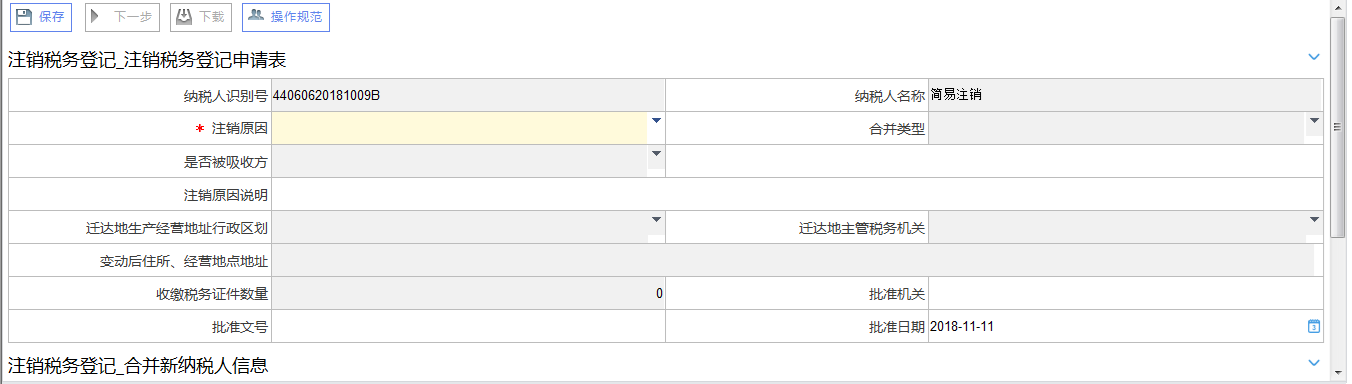 保存 下一步 下载 操作规范
注销税务登记_注销税务登记申请表
纳税人识别号 44060620181009B 纳税人名称 简易注销
* 注销原因 合并类型
是否被吸收方
注销原因说明
迁达地生产经营地址行政区划 迁达地主管税务机关
变动后住所、经营地点地址
收缴税务证件数量 0 批准机关
批准文号 批准日期 2018-11-11
注销税务登记_合并新纳税人信息